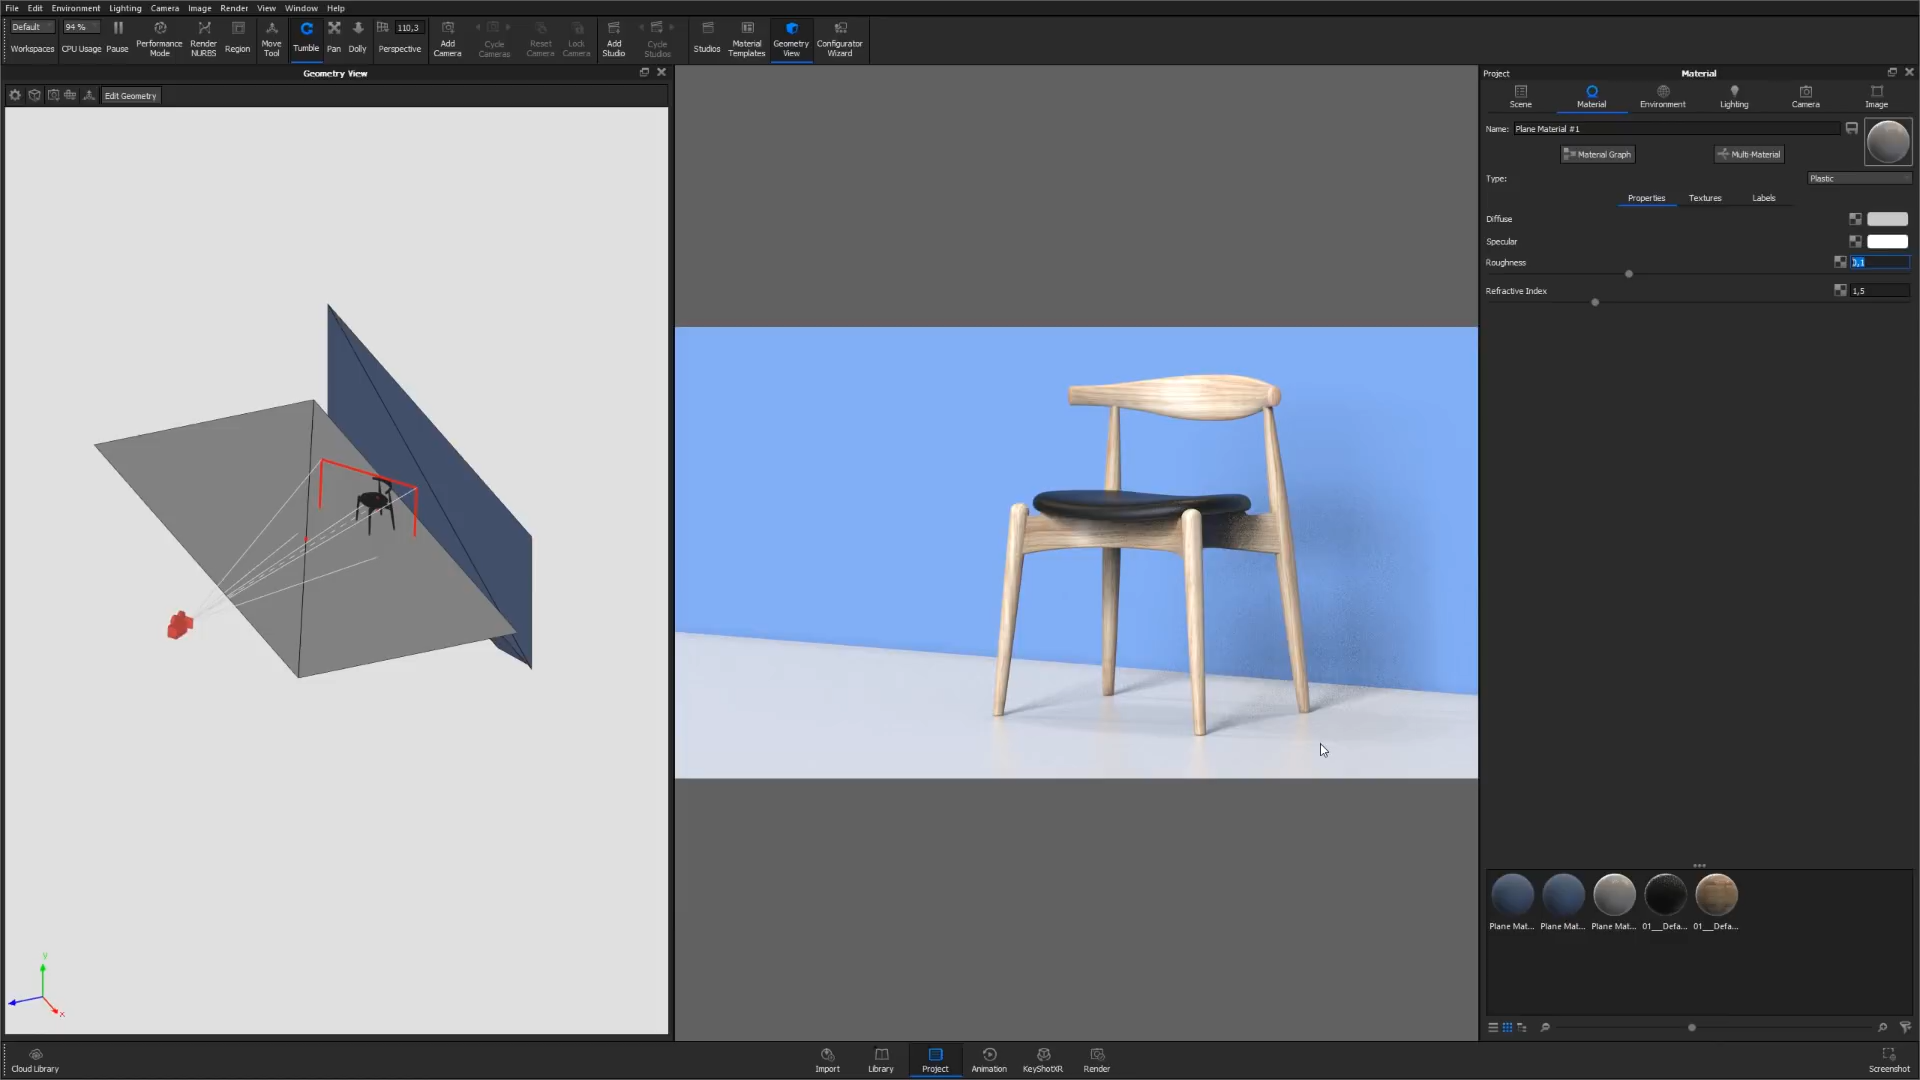 File Edit Environment Lighting Camera Image Render View Window Help
Default 94 % 110,3
Workspaces CPU Usage Pause Performance Mode Render NURBS Region Move Tool Tumble Pan Dolly Perspective Add Camera Cycle Cameras Reset Camera Lock Camera Add Studio Cycle Studios Studios Material Templates Geometry View Configurator Wizard
Geometry View
Edit Geometry
y
x
Project Material
Scene Material Environment Lighting Camera Image
Name: Plane Material #1
Material Graph Multi-Material
Type: Plastic
Properties Textures Labels
Diffuse
Specular
Roughness 0,1
Refractive Index 1,5
Plane Mat... Plane Mat... Plane Mat... 01__Defa... 01__Defa...
Cloud Library Import Library Project Animation KeyShotXR Render Screenshot